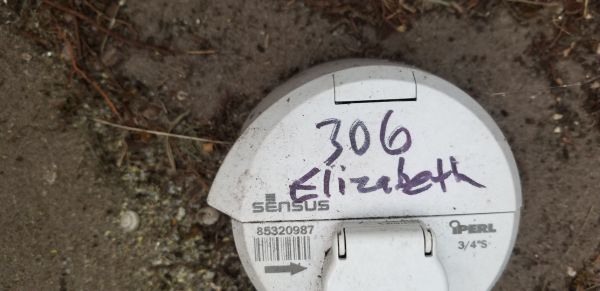 306
Elizabeth
SENSUS
85320987
iPERL
3/4"S